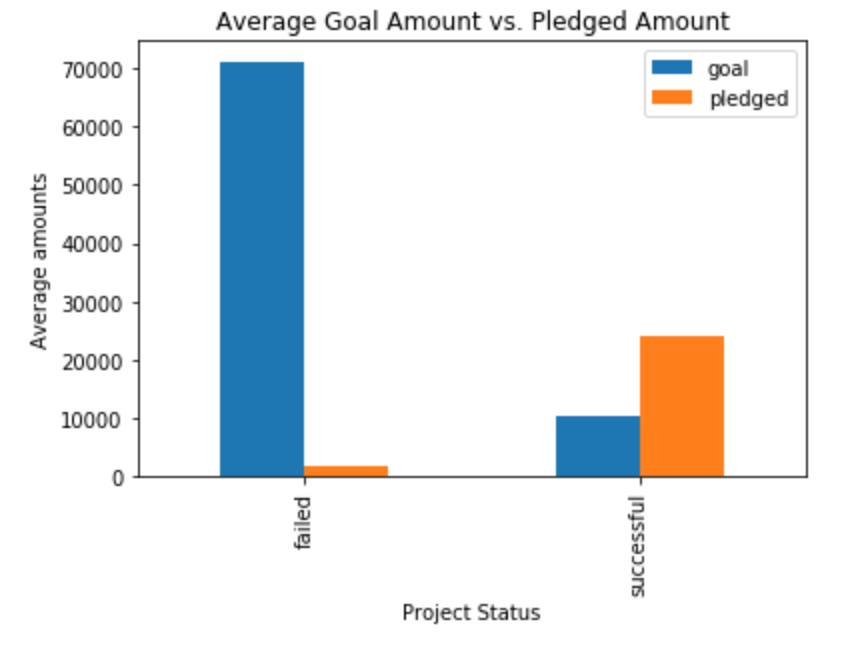 Average Goal Amount vs. Pledged Amount
goal
pledged
Average amounts
70000
60000
50000
40000
30000
20000
10000
0
failed
successful
Project Status